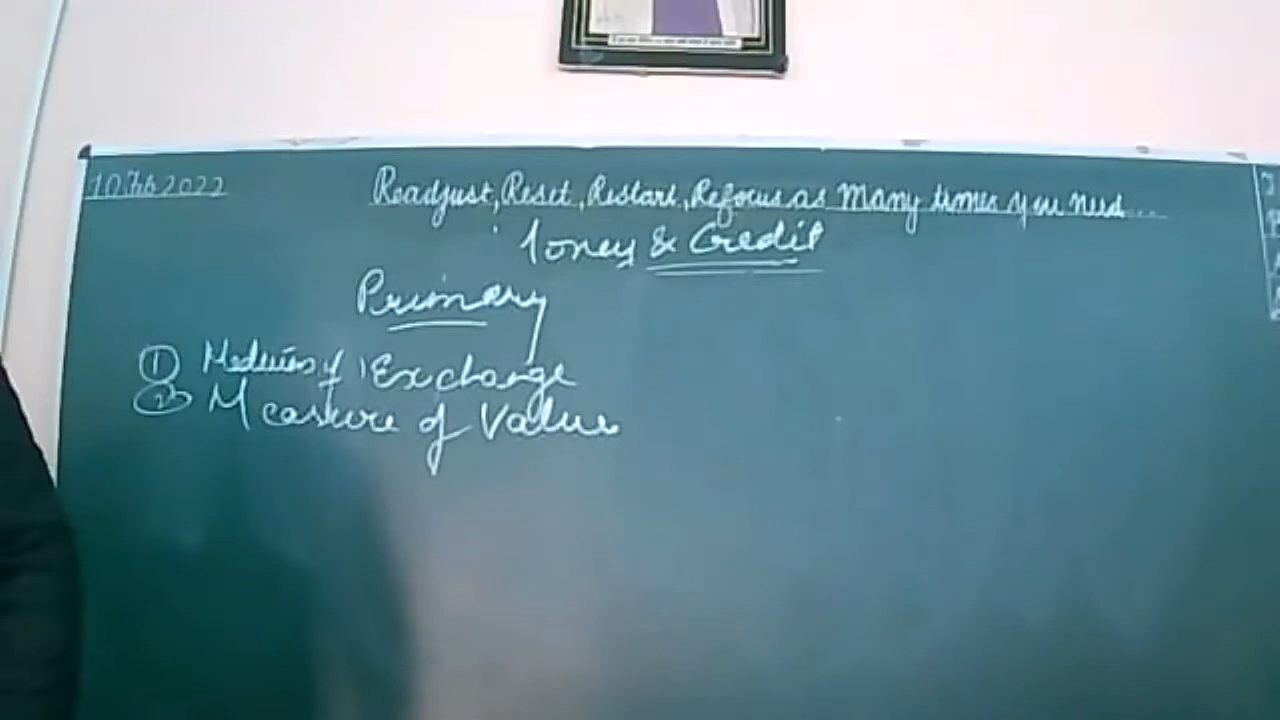 10 Feb 2022
Readjust, Reset, Restart, Refocus as Many times you need...
Money & Credit
Primary
① Medium of Exchange
② Measure of Value